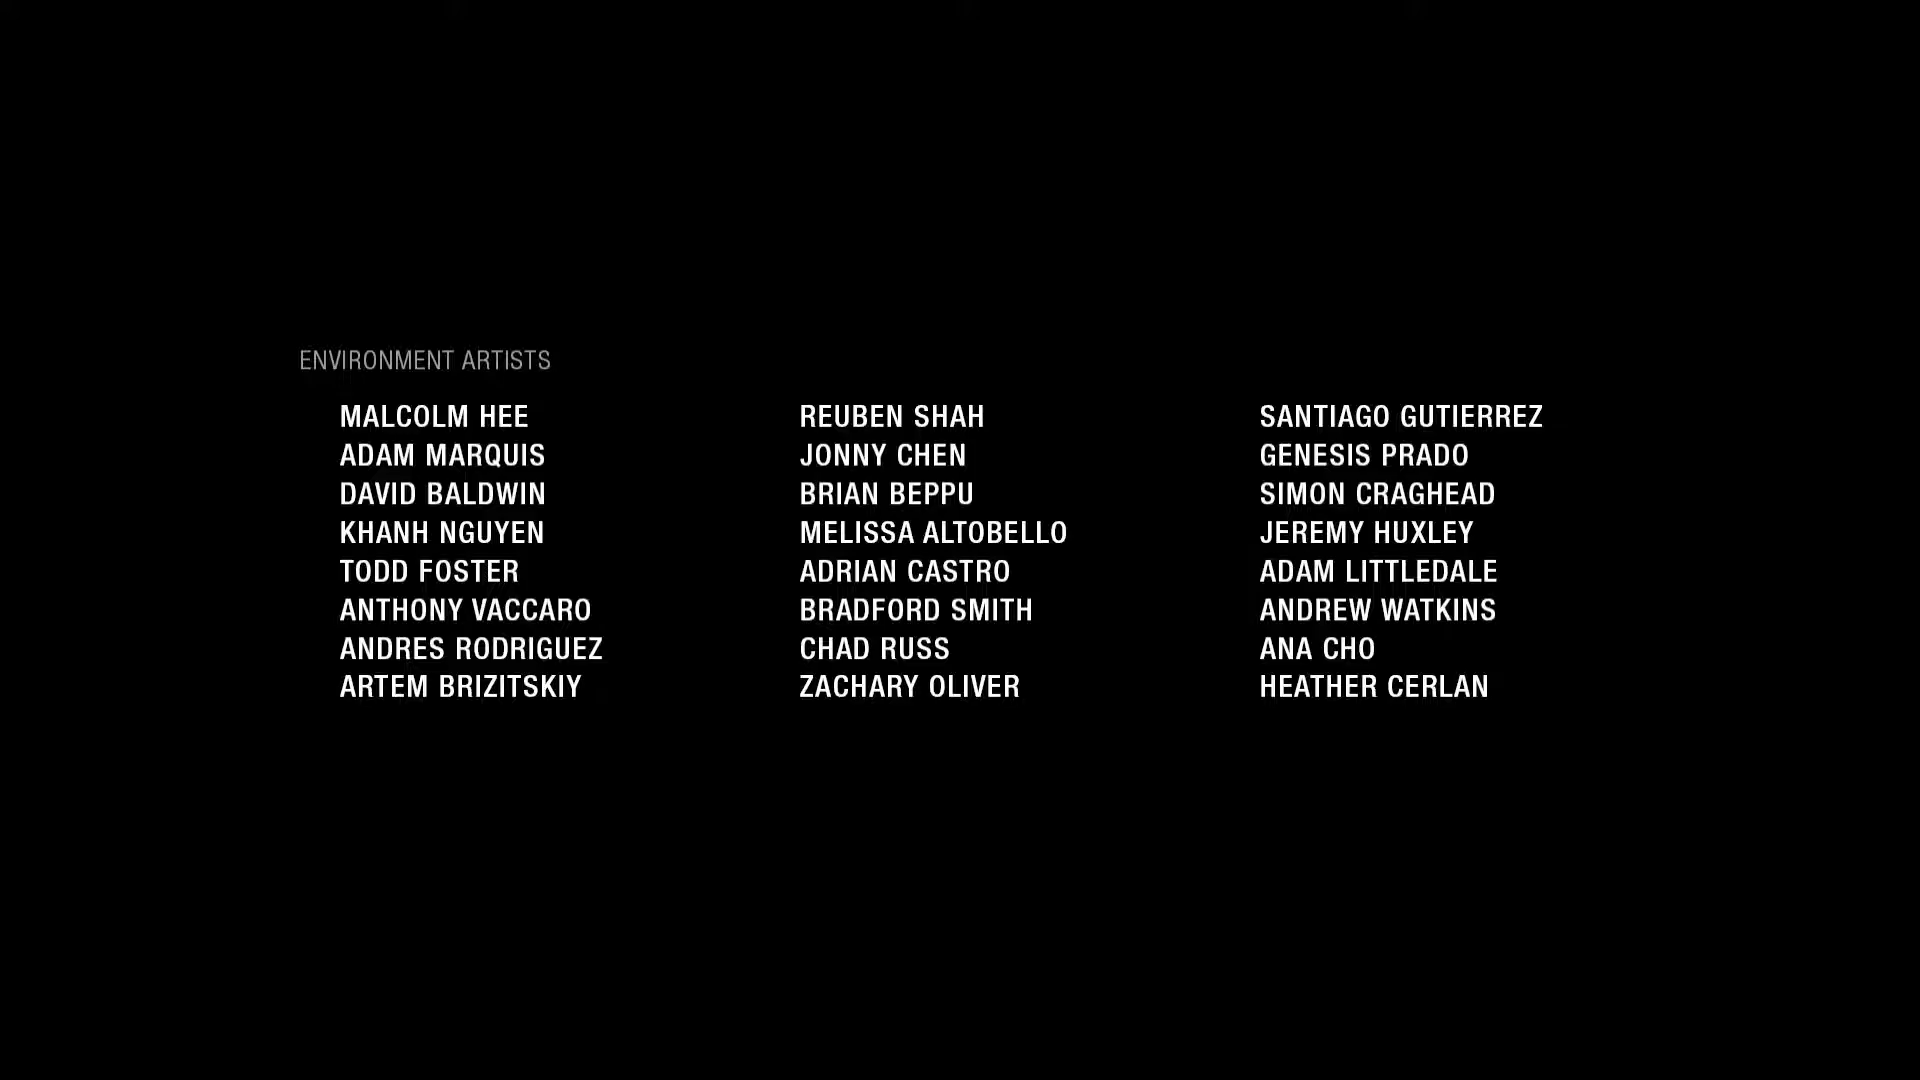 ENVIRONMENT ARTISTS
MALCOLM HEE
ADAM MARQUIS
DAVID BALDWIN
KHANH NGUYEN
TODD FOSTER
ANTHONY VACCARO
ANDRES RODRIGUEZ
ARTEM BRIZITSKIY
REUBEN SHAH
JONNY CHEN
BRIAN BEPPU
MELISSA ALTOBELLO
ADRIAN CASTRO
BRADFORD SMITH
CHAD RUSS
ZACHARY OLIVER
SANTIAGO GUTIERREZ
GENESIS PRADO
SIMON CRAGHEAD
JEREMY HUXLEY
ADAM LITTLEDALE
ANDREW WATKINS
ANA CHO
HEATHER CERLAN